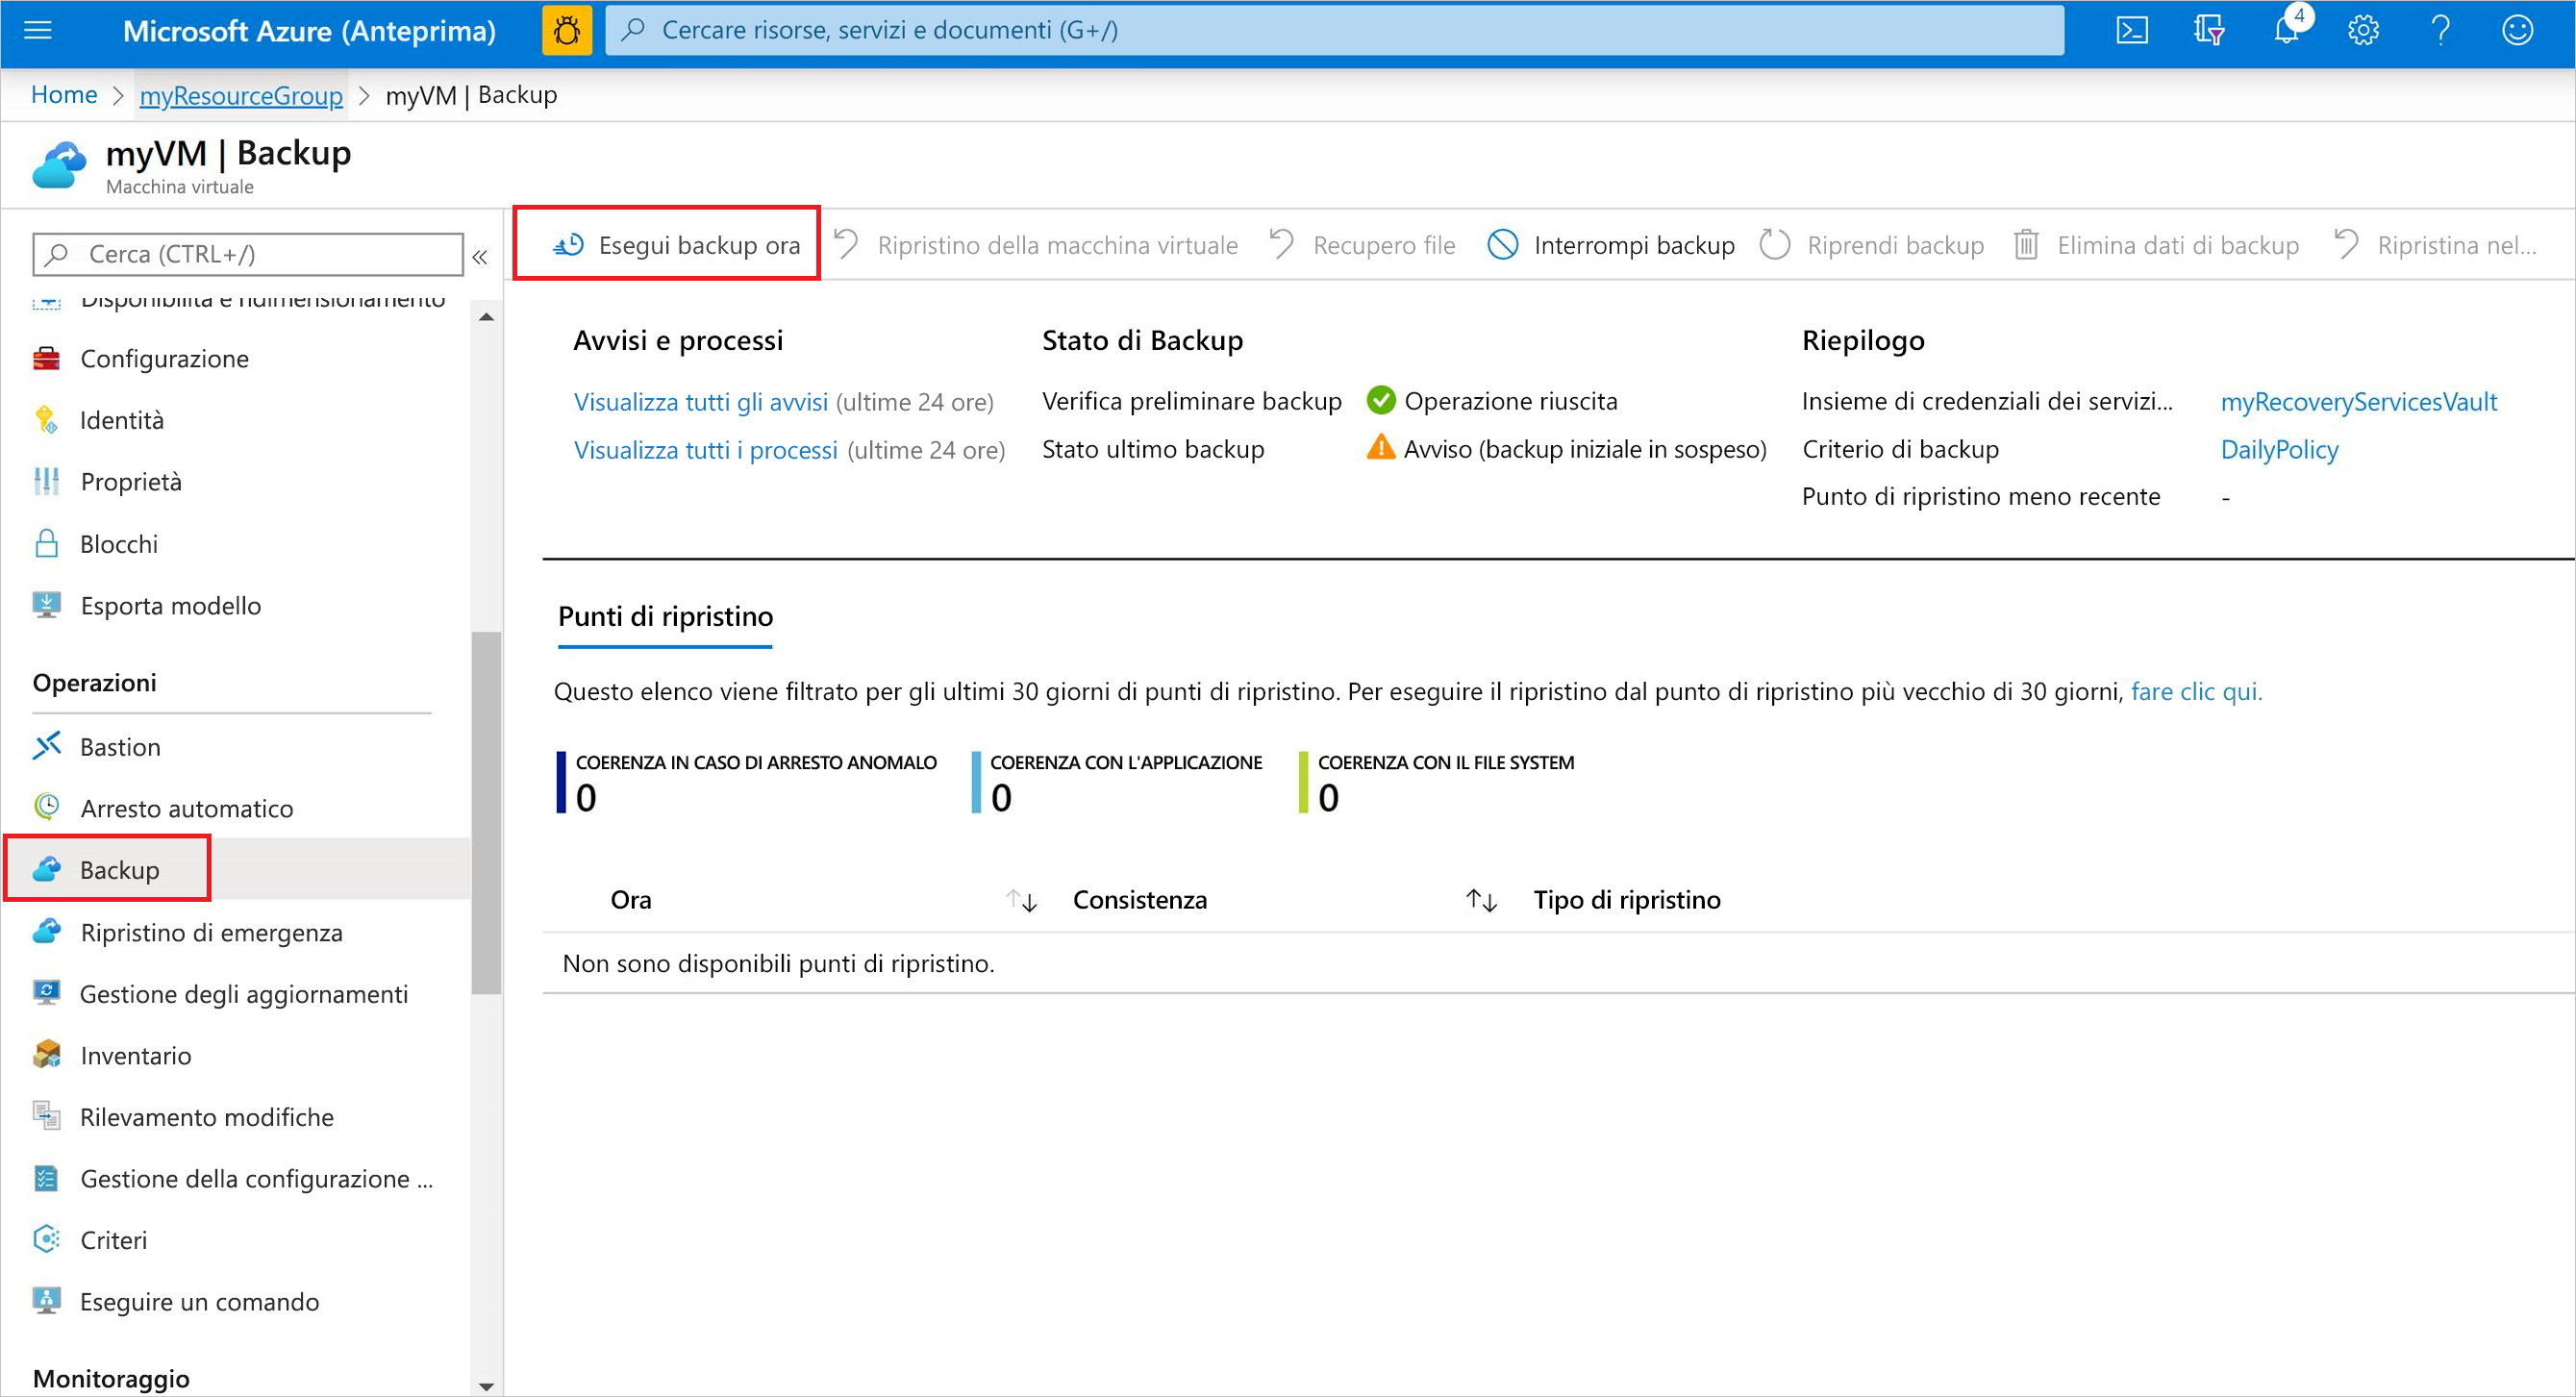 Microsoft Azure (Anteprima)
Cercare risorse, servizi e documenti (G+/)
4
Home > myResourceGroup > myVM | Backup
myVM | Backup
Macchina virtuale
Cerca (CTRL+/)
«
Esegui backup ora
Ripristino della macchina virtuale
Recupero file
Interrompi backup
Riprendi backup
Elimina dati di backup
Ripristina nel...
Disponibilità e ridimensionamento
Configurazione
Identità
Proprietà
Blocchi
Esporta modello
Operazioni
Bastion
Arresto automatico
Backup
Ripristino di emergenza
Gestione degli aggiornamenti
Inventario
Rilevamento modifiche
Gestione della configurazione ...
Criteri
Eseguire un comando
Monitoraggio
Avvisi e processi
Visualizza tutti gli avvisi (ultime 24 ore)
Visualizza tutti i processi (ultime 24 ore)
Stato di Backup
Verifica preliminare backup Operazione riuscita
Stato ultimo backup Avviso (backup iniziale in sospeso)
Riepilogo
Insieme di credenziali dei servizi... myRecoveryServicesVault
Criterio di backup DailyPolicy
Punto di ripristino meno recente -
Punti di ripristino
Questo elenco viene filtrato per gli ultimi 30 giorni di punti di ripristino. Per eseguire il ripristino dal punto di ripristino più vecchio di 30 giorni, fare clic qui.
COERENZA IN CASO DI ARRESTO ANOMALO
0
COERENZA CON L'APPLICAZIONE
0
COERENZA CON IL FILE SYSTEM
0
Ora Consistenza Tipo di ripristino
Non sono disponibili punti di ripristino.